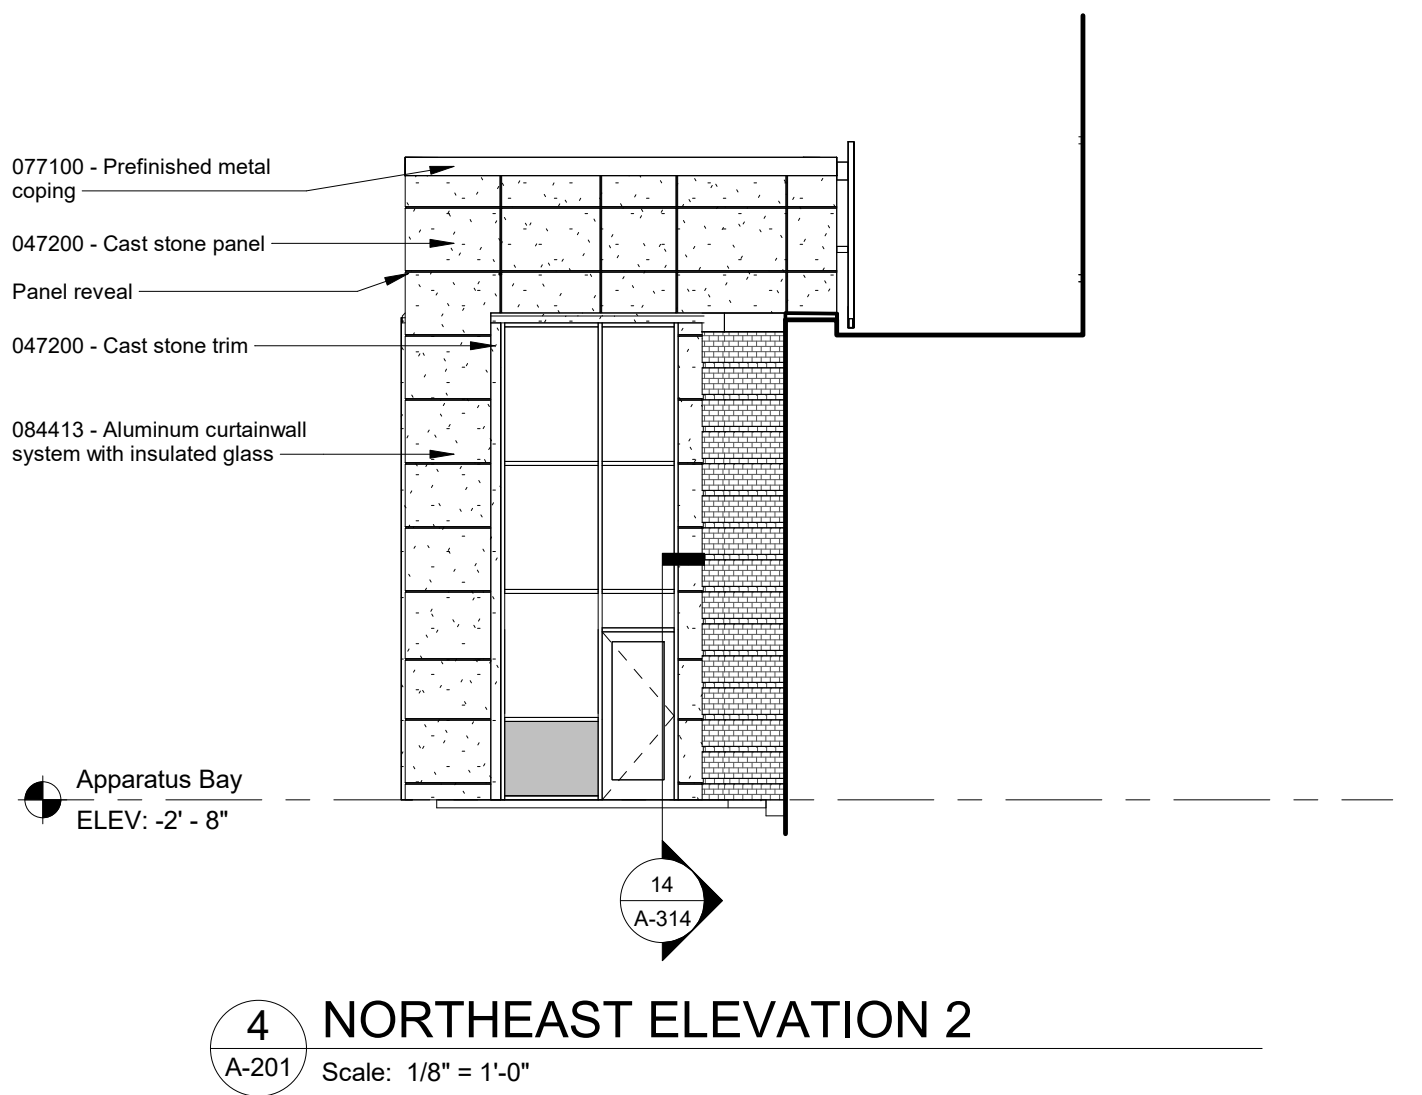 077100 - Prefinished metal
coping
047200 - Cast stone panel
Panel reveal
047200 - Cast stone trim
084413 - Aluminum curtainwall
system with insulated glass
Apparatus Bay
ELEV: -2' - 8"
14
A-314
4
A-201
NORTHEAST ELEVATION 2
Scale: 1/8" = 1'-0"